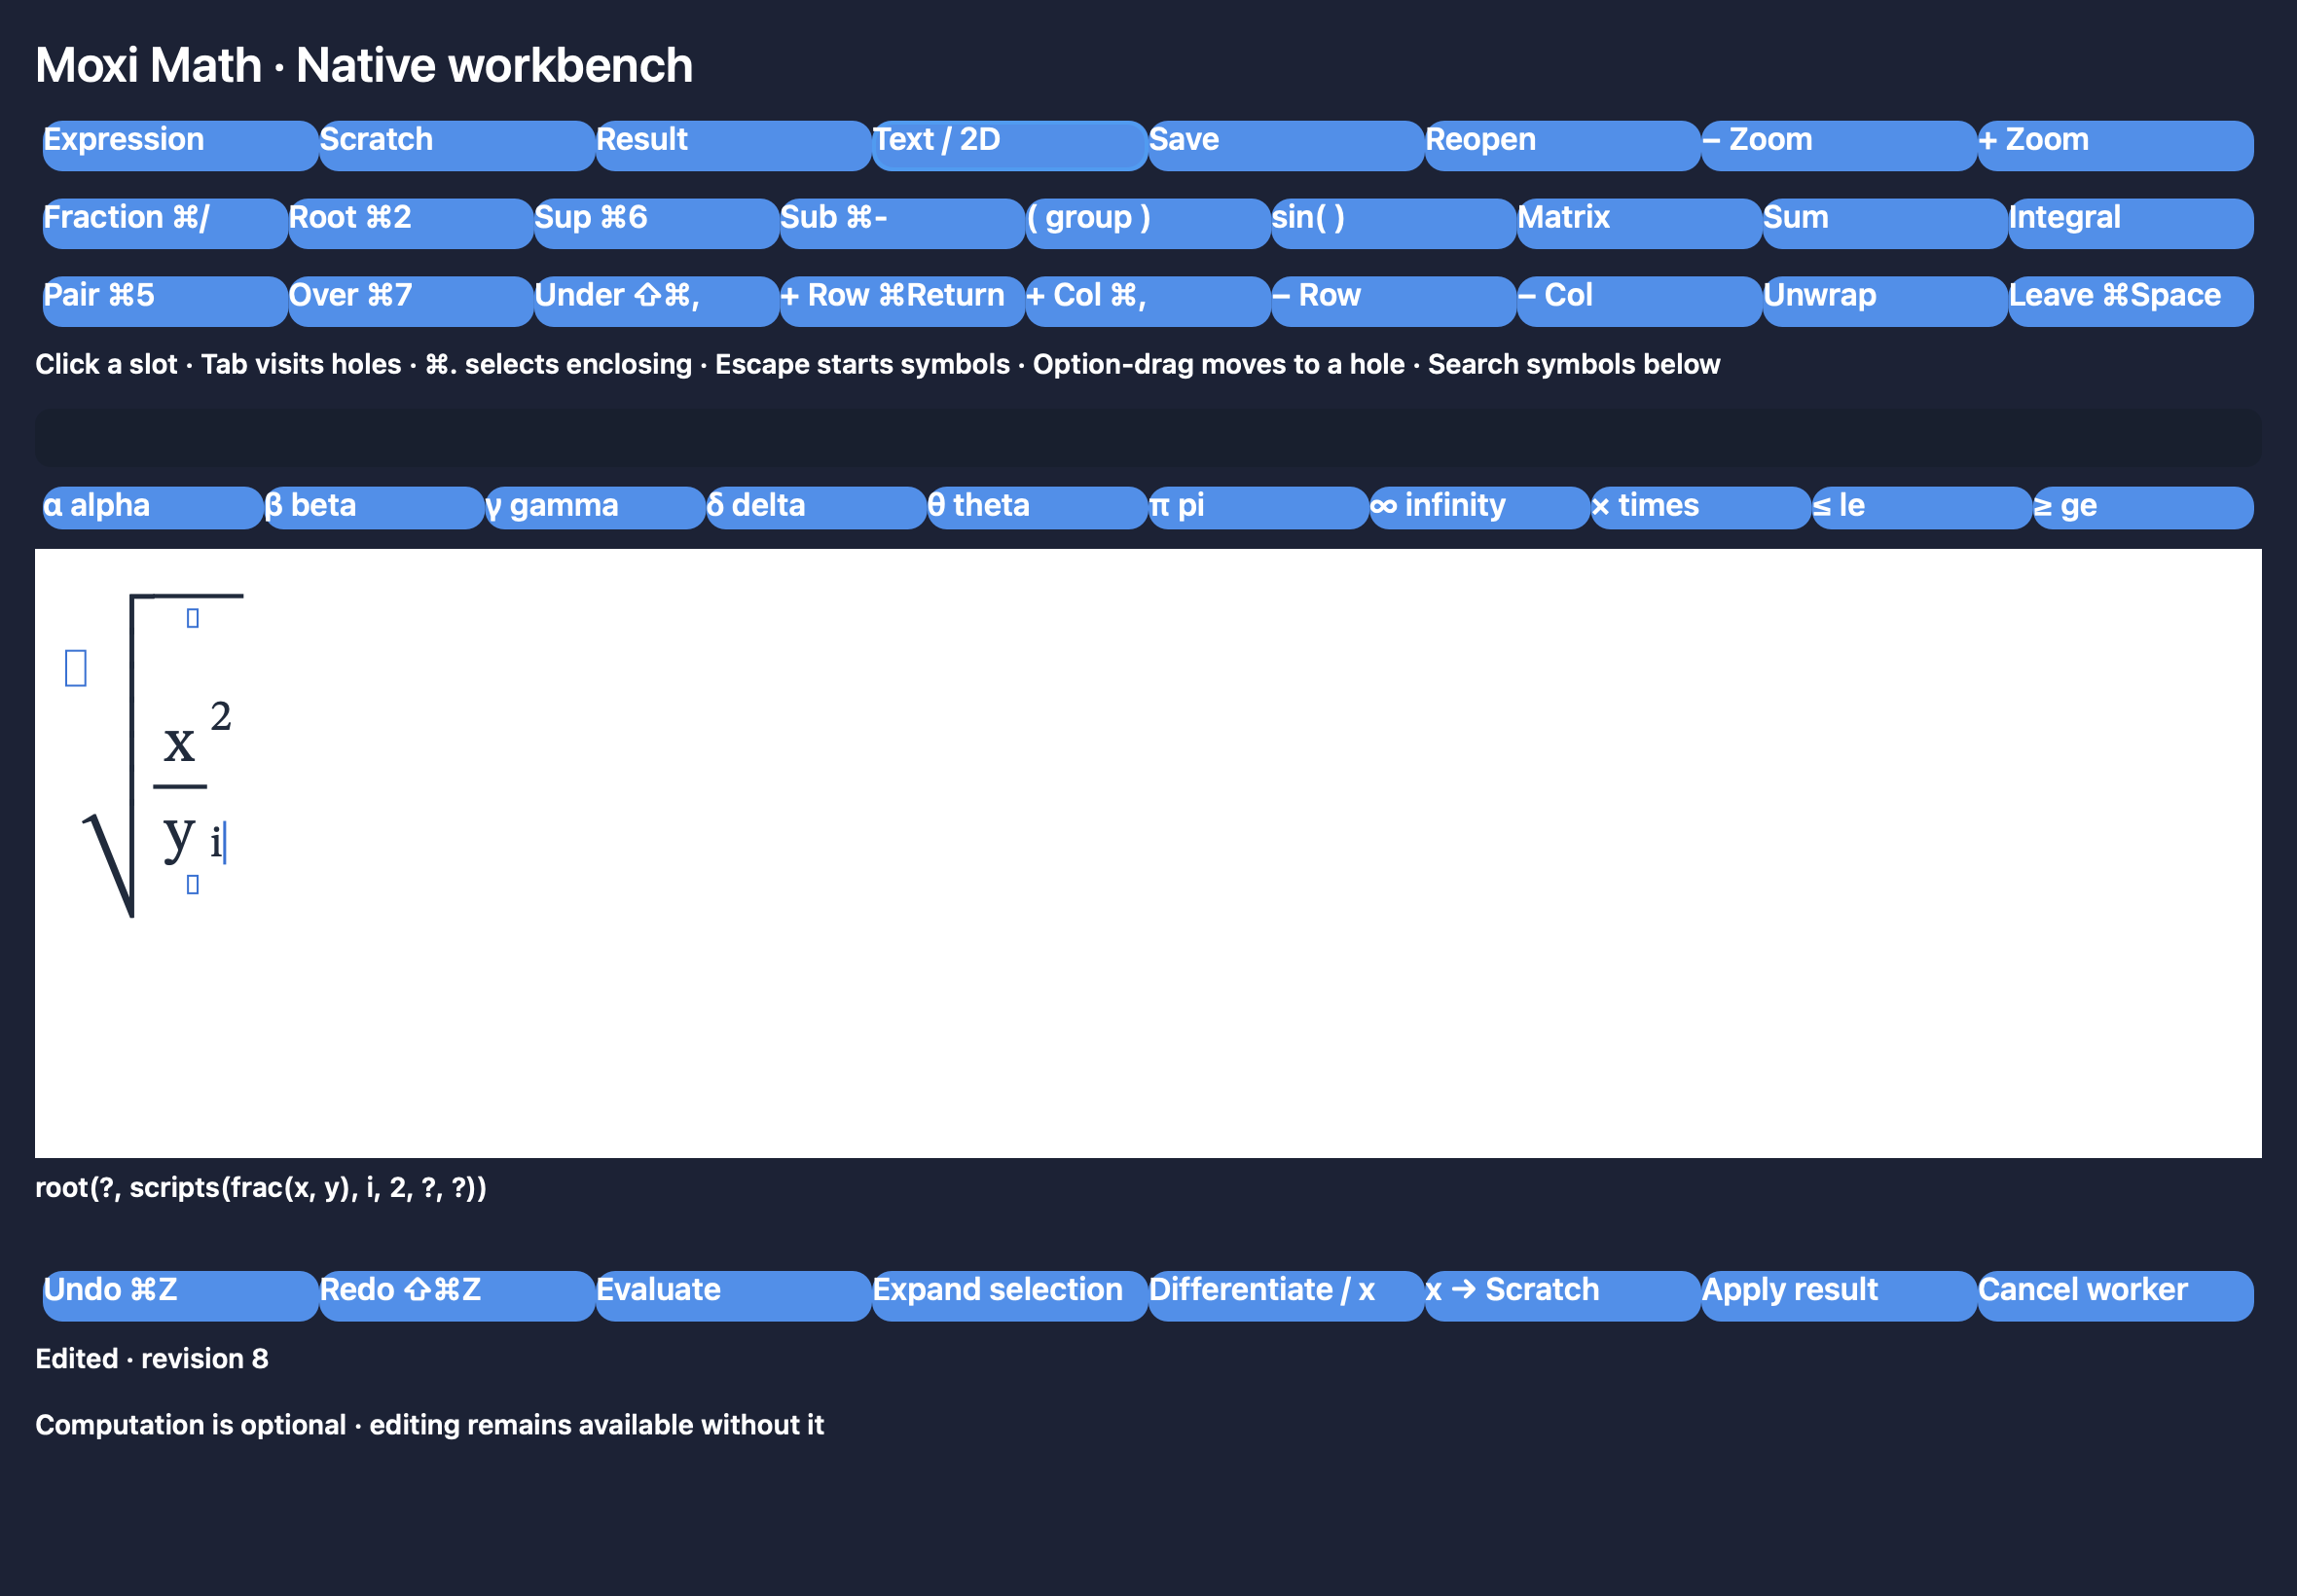 Moxi Math · Native workbench
Expression Scratch Result Text / 2D Save Reopen − Zoom + Zoom
Fraction ⌘/ Root ⌘2 Sup ⌘6 Sub ⌘- ( group ) sin( ) Matrix Sum Integral
Pair ⌘5 Over ⌘7 Under ⇧⌘, + Row ⌘Return + Col ⌘, − Row − Col Unwrap Leave ⌘Space
Click a slot · Tab visits holes · ⌘. selects enclosing · Escape starts symbols · Option-drag moves to a hole · Search symbols below
α alpha β beta γ gamma δ delta θ theta π pi ∞ infinity × times ≤ le ≥ ge
x 2
y i
root(?, scripts(frac(x, y), i, 2, ?, ?))
Undo ⌘Z Redo ⇧⌘Z Evaluate Expand selection Differentiate / x x → Scratch Apply result Cancel worker
Edited · revision 8
Computation is optional · editing remains available without it